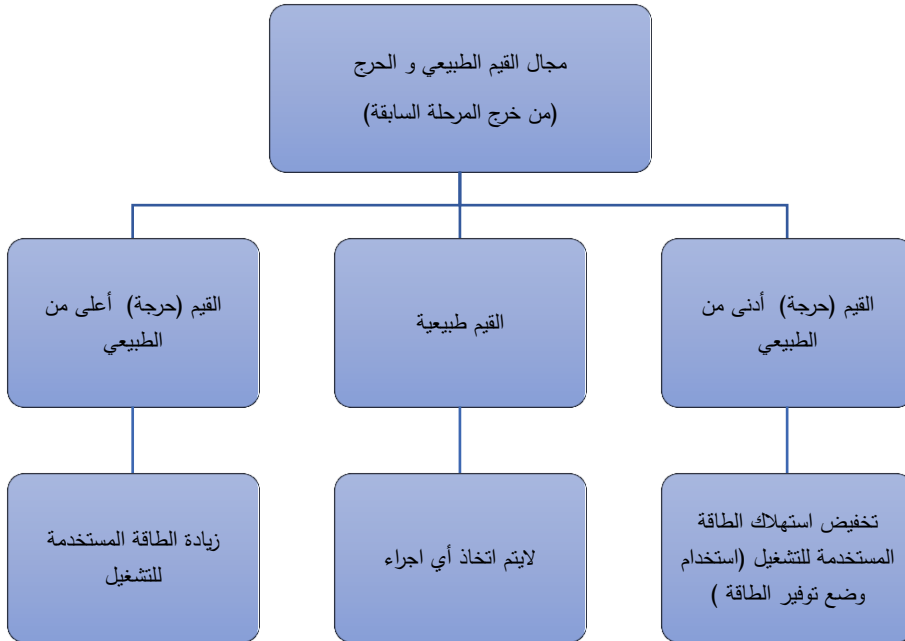 مجال القيم الطبيعي و الحرج
(من خرج المرحلة السابقة)
القيم (حرجة) أدنى من
الطبيعي
القيم طبيعية
القيم (حرجة) أعلى من
الطبيعي
تخفيض استهلاك الطاقة
المستخدمة للتشغيل (استخدام
وضع توفير الطاقة )
لايتم اتخاذ أي اجراء
زيادة الطاقة المستخدمة
للتشغيل